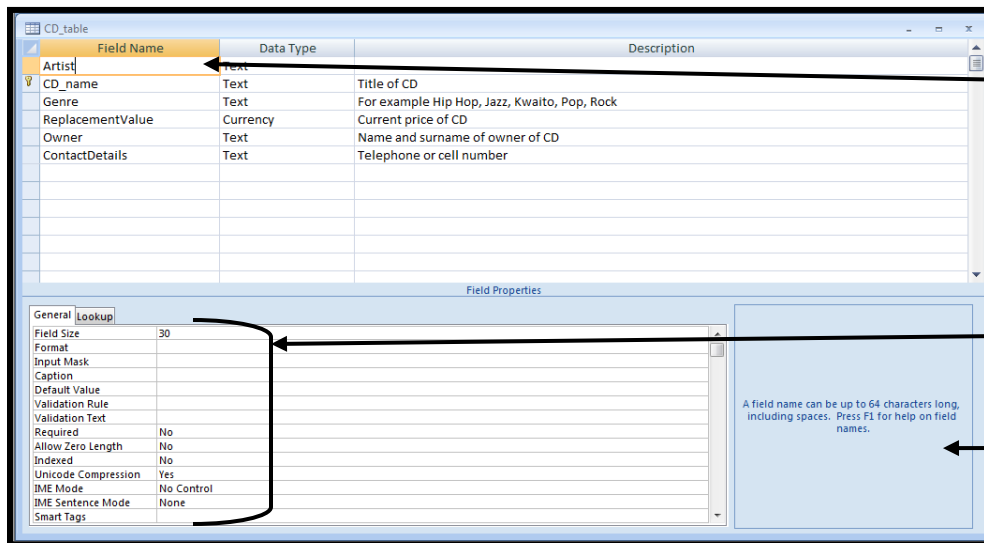 CD_table
Field Name Data Type Description
Artist Text
CD_name Text Title of CD
Genre Text For example Hip Hop, Jazz, Kwaito, Pop, Rock
ReplacementValue Currency Current price of CD
Owner Text Name and surname of owner of CD
ContactDetails Text Telephone or cell number
Field Properties
General Lookup
Field Size 30
Format
Input Mask
Caption
Default Value
Validation Rule
Validation Text
Required No
Allow Zero Length No
Indexed No
Unicode Compression Yes
IME Mode No Control
IME Sentence Mode None
Smart Tags
A field name can be up to 64 characters long,
including spaces. Press F1 for help on field
names.